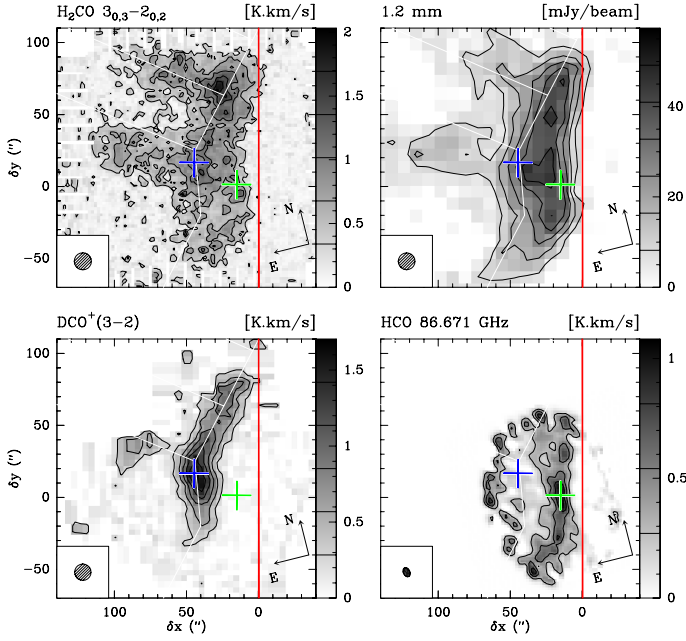 H₂CO 3₀,₃−2₀,₂ [K.km/s]
1.2 mm [mJy/beam]
100
50
0
−50
δy (")
N
E
2
1.5
1
0.5
0
N
E
40
20
0
DCO⁺(3−2) [K.km/s]
HCO 86.671 GHz [K.km/s]
100
50
0
−50
δy (")
N
E
1.5
1
0.5
0
N
E
1
0.5
0
100 50 0
δx (")
100 50 0
δx (")